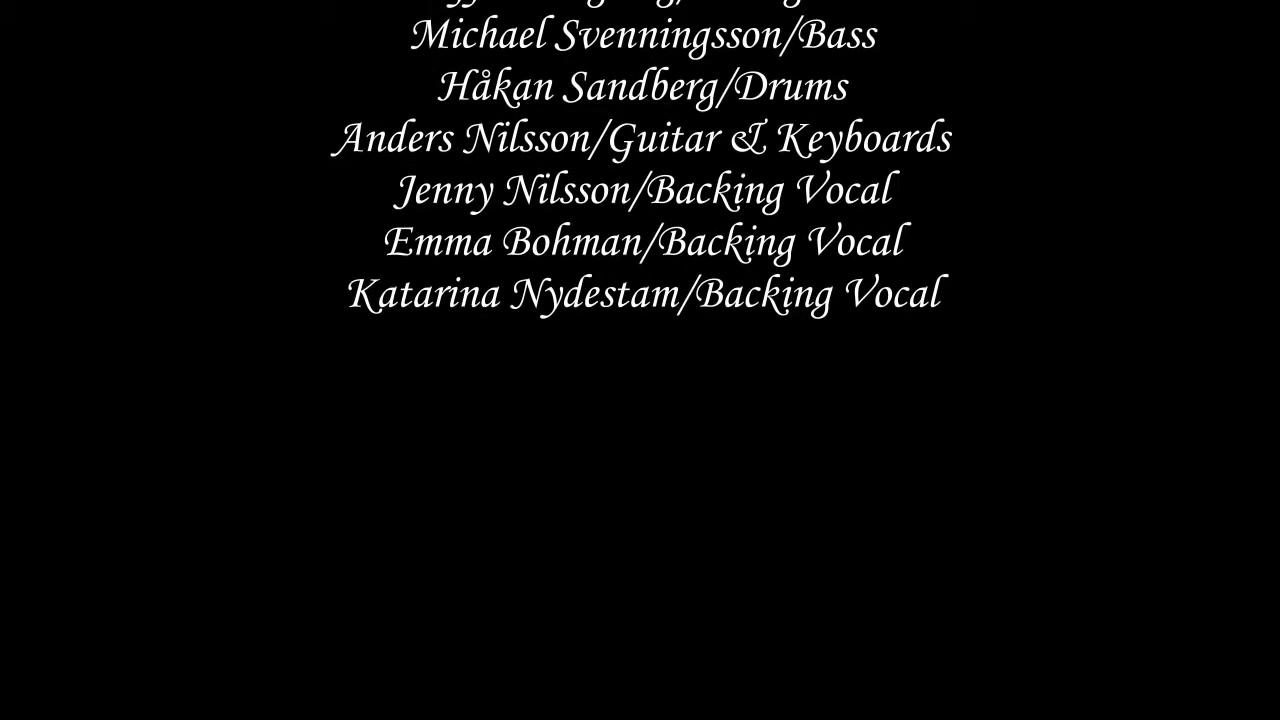 Michael Svenningsson/Bass
Håkan Sandberg/Drums
Anders Nilsson/Guitar & Keyboards
Jenny Nilsson/Backing Vocal
Emma Bohman/Backing Vocal
Katarina Nydestam/Backing Vocal